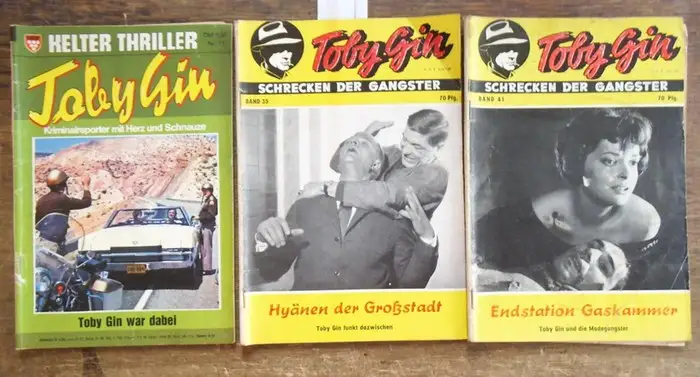 KELTER THRILLER
Toby Gin
Kriminalreporter mit Herz und Schnauze
Toby Gin war dabei
Toby Gin
SCHRECKEN DER GANGSTER
BAND 35
70 Pfg.
Hyänen der Großstadt
Toby Gin funkt dazwischen
Toby Gin
SCHRECKEN DER GANGSTER
BAND 41
70 Pfg.
Endstation Gaskammer
Toby Gin und die Modegangster